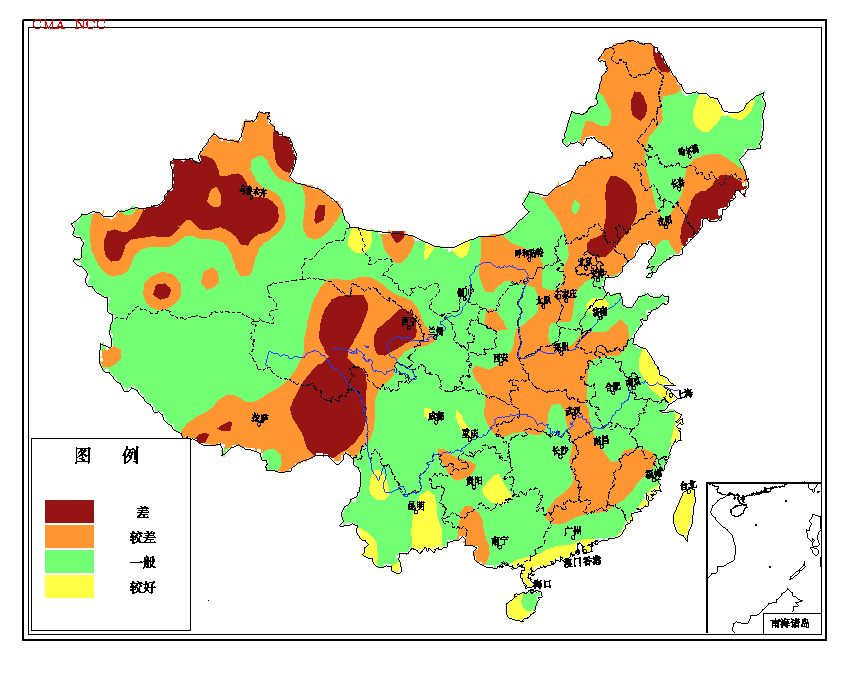 CMA NCC
哈尔滨
长春
乌鲁木齐
沈阳
呼和浩特
北京
天津
银川
太原
石家庄
西宁
兰州
济南
郑州
西安
合肥
南京
上海
拉萨
成都
武汉
重庆
长沙
南昌
图 例
贵阳
福州
台北
差
昆明
较差
广州
南宁
一般
澳门 香港
较好
海口
南海诸岛